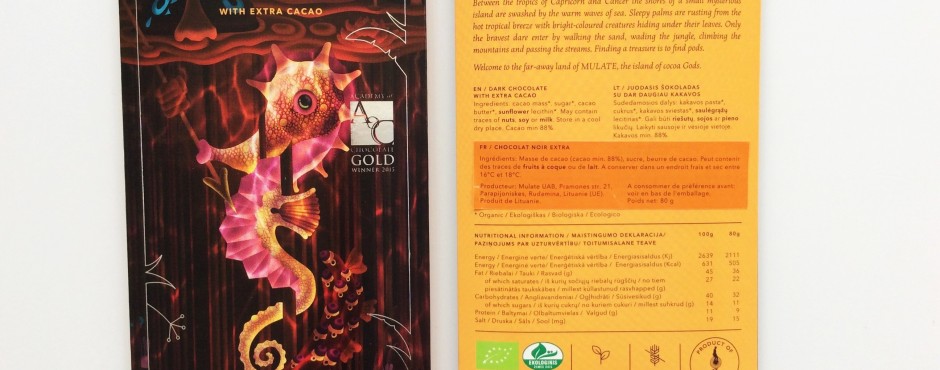 WITH EXTRA CACAO
ACADEMY of
CHOCOLATE
GOLD
WINNER 2015
Between the tropics of Capricorn and Cancer the shores of a small mysterious
island are swashed by the warm waves of sea. Sleepy palms are rusting from the
hot tropical breeze with bright-coloured creatures hiding under their leaves. Only
the bravest dare enter by walking the sand, wading the jungle, climbing the
mountains and passing the streams. Finding a treasure is to find pods.
Welcome to the far-away land of MULATE, the island of cocoa Gods.
EN / DARK CHOCOLATE
WITH EXTRA CACAO
Ingredients: cacao mass*, sugar*, cacao
butter*, sunflower lecithin*. May contain
traces of nuts, soy or milk. Store in a cool
dry place. Cacao min 88%.
LT / JUODASIS ŠOKOLADAS
SU DAR DAUGIAU KAKAVOS
Sudedamosios dalys: kakavos pasta*,
cukrus*, kakavos sviestas*, saulėgrąžų
lecitinas*. Gali būti riešutų, sojos ir pieno
likučių. Laikyti sausoje ir vėsioje vietoje.
Kakavos min. 88%.
FR / CHOCOLAT NOIR EXTRA
Ingrédients: Masse de cacao (cacao min. 88%), sucre, beurre de cacao. Peut contenir
des traces de fruits à coque ou de lait. A conserver dans un endroit frais et sec entre
16°C et 18°C.
Producteur: Mulate UAB, Pramones str. 21,
Parapijoniskes, Rudamina, Lituanie (UE).
Produit de Lituanie.
A consommer de préférence avant:
voir en bas de l'emballage.
Poids net: 80 g
* Organic / Ekologiškas / Bioloģiska / Ecológico
NUTRITIONAL INFORMATION / MAISTINGUMO DEKLARACIJA/
PAZIŅOJUMS PAR UZTURVĒRTĪBU/ TOITUMISALANE TEAVE
100g 80g
Energy / Energinė vertė/ Enerģētiskā vērtība / Energiasisaldus (Kj) 2639 2111
Energy / Energinė vertė/ Enerģētiskā vērtība / Energiasisaldus (Kcal) 631 505
Fat / Riebalai / Tauki / Rasvad (g) 45 36
of which saturates / iš kurių sočiųjų riebalų rūgščių / no tiem 27 22
piesātinātās taukskābes / millest küllastunud rasvhapped (g)
Carbohydrates / Angliavandeniai / Ogļhidrāti / Süsivesikud (g) 40 32
of which sugars / iš kurių cukrų/ no kuriem cukuri / millest suhkrud (g) 14 11
Protein / Baltymai / Olbaltumvielas / Valgud (g) 11 9
Salt / Druska / Sāls / Sool (mg) 19 15
EKOLOGINIS
PRODUCT OF